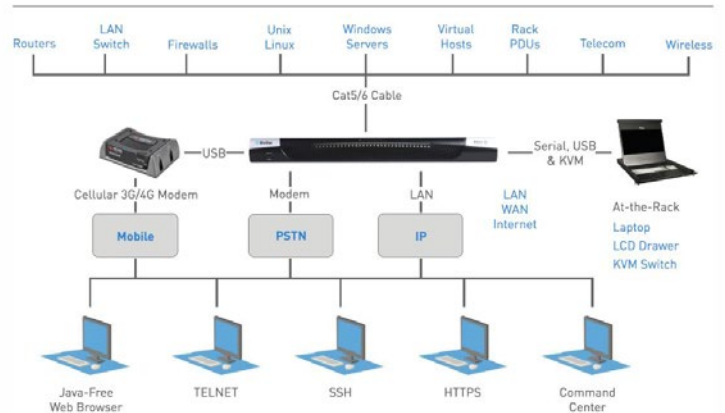 Routers
LAN
Switch
Firewalls
Unix
Linux
Windows
Servers
Virtual
Hosts
Rack
PDUs
Telecom
Wireless
Cat5/6 Cable
USB
Serial, USB
& KVM
Cellular 3G/4G Modem
Modem
LAN
LAN
WAN
Internet
At-the-Rack
Laptop
LCD Drawer
KVM Switch
Mobile
PSTN
IP
Java-Free
Web Browser
TELNET
SSH
HTTPS
Command
Center